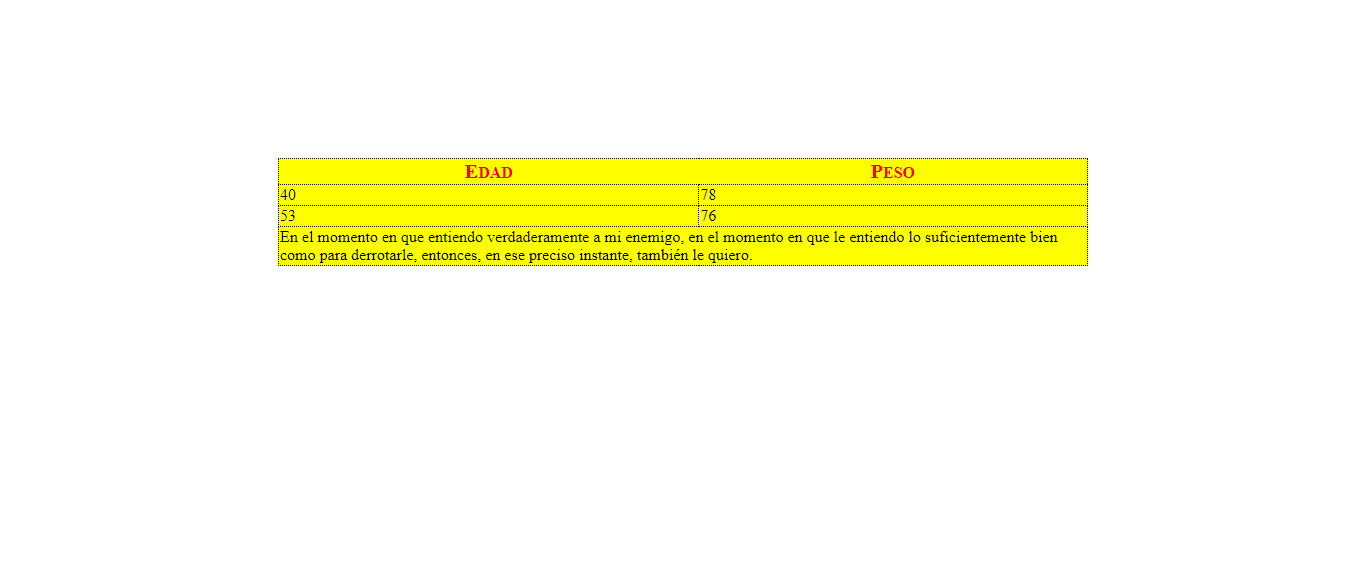 EDAD PESO
40 78
53 76
En el momento en que entiendo verdaderamente a mi enemigo, en el momento en que le entiendo lo suficientemente bien
como para derrotarle, entonces, en ese preciso instante, también le quiero.